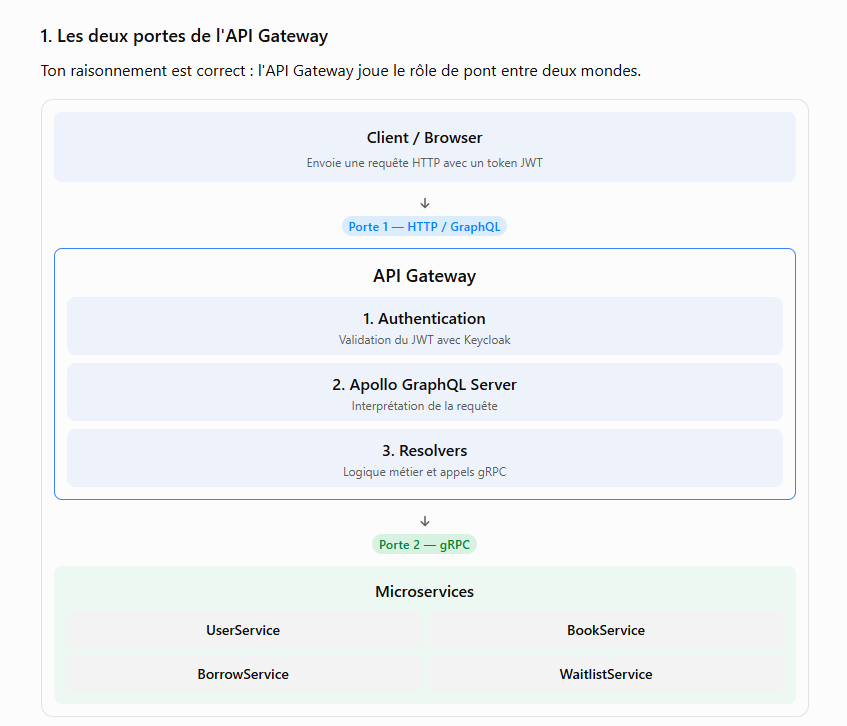 1. Les deux portes de l'API Gateway
Ton raisonnement est correct : l'API Gateway joue le rôle de pont entre deux mondes.
Client / Browser
Envoie une requête HTTP avec un token JWT
↓
Porte 1 — HTTP / GraphQL
API Gateway
1. Authentication
Validation du JWT avec Keycloak
2. Apollo GraphQL Server
Interprétation de la requête
3. Resolvers
Logique métier et appels gRPC
↓
Porte 2 — gRPC
Microservices
UserService
BookService
BorrowService
WaitlistService